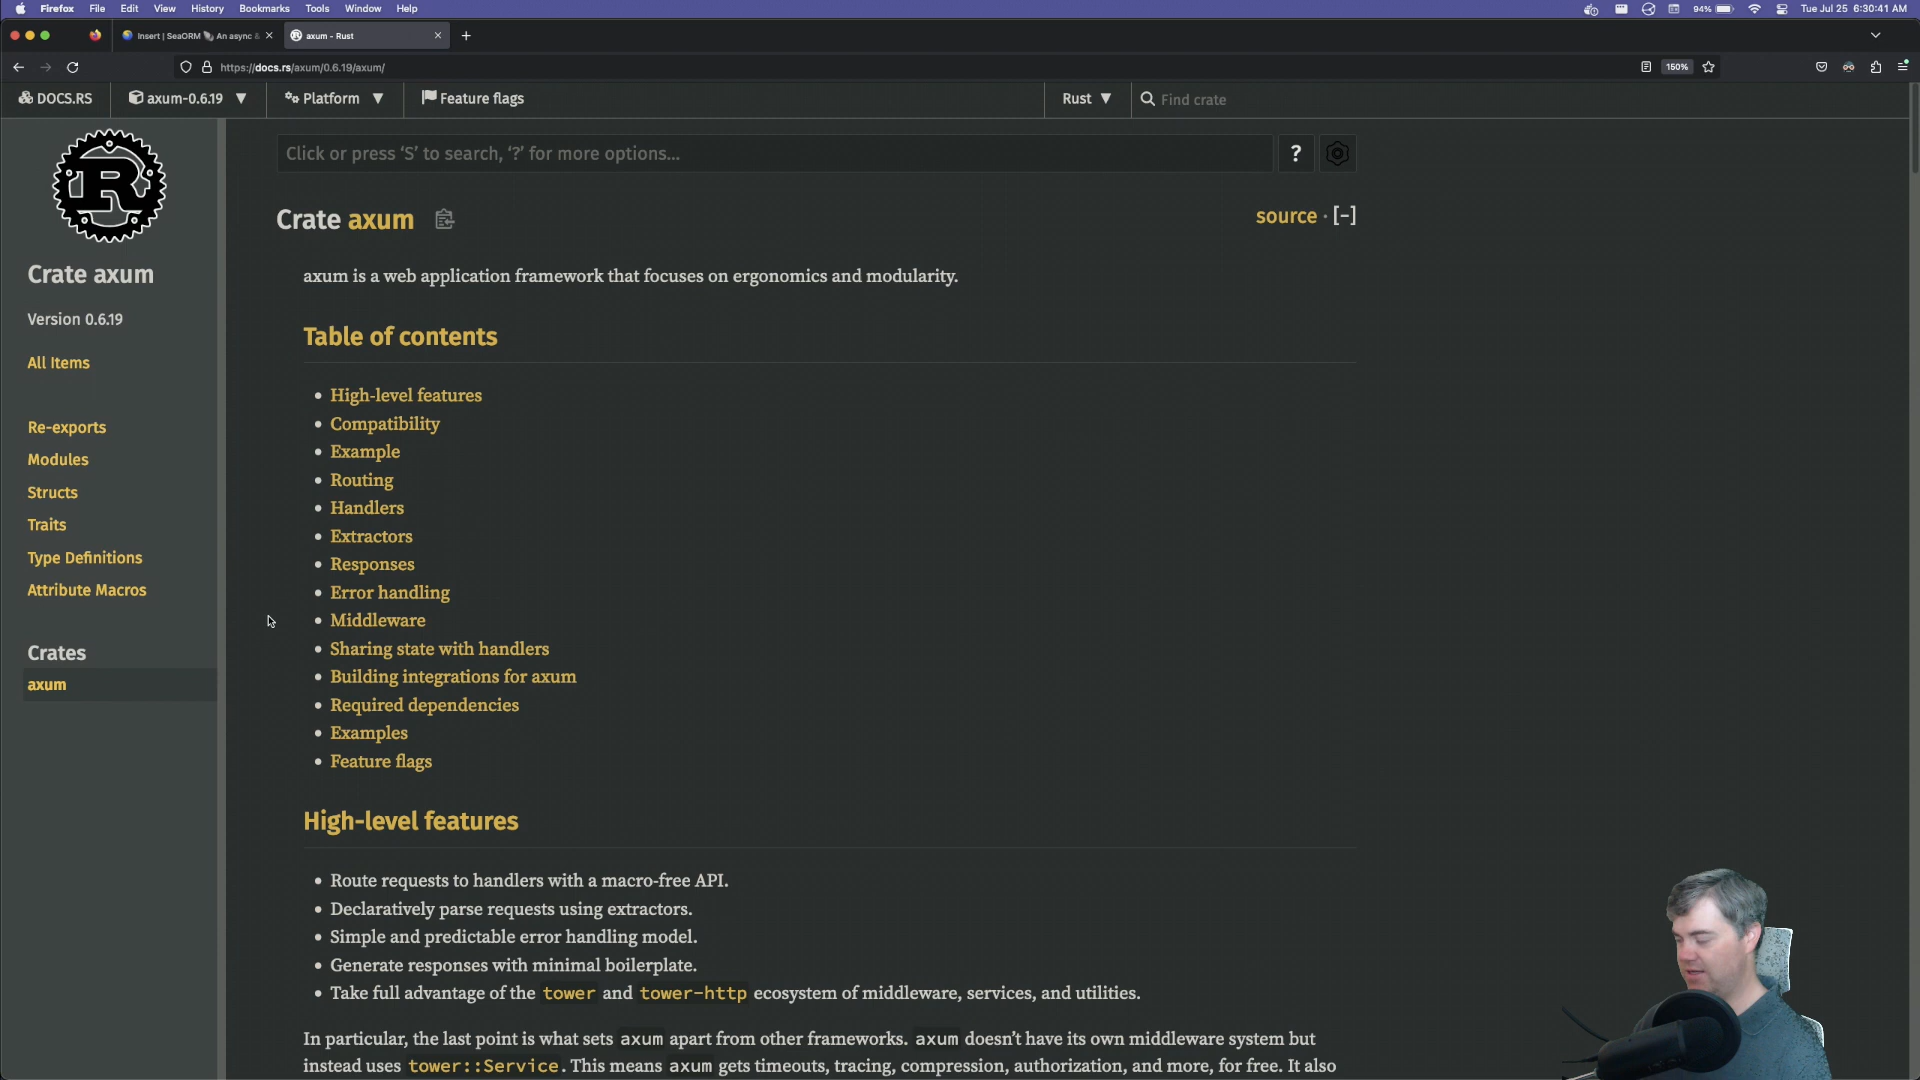 Firefox File Edit View History Bookmarks Tools Window Help 94% Tue Jul 25 6:30:41 AM
Insert | SeaORM An async & axum - Rust
https://docs.rs/axum/0.6.19/axum/ 150%
DOCS.RS axum-0.6.19 Platform Feature flags Rust Find crate
Click or press ‘S’ to search, ‘?’ for more options… ?
Crate axum source · [−]
Crate axum
Version 0.6.19
All Items
Re-exports
Modules
Structs
Traits
Type Definitions
Attribute Macros
Crates
axum
axum is a web application framework that focuses on ergonomics and modularity.
Table of contents
• High-level features
• Compatibility
• Example
• Routing
• Handlers
• Extractors
• Responses
• Error handling
• Middleware
• Sharing state with handlers
• Building integrations for axum
• Required dependencies
• Examples
• Feature flags
High-level features
• Route requests to handlers with a macro-free API.
• Declaratively parse requests using extractors.
• Simple and predictable error handling model.
• Generate responses with minimal boilerplate.
• Take full advantage of the tower and tower-http ecosystem of middleware, services, and utilities.
In particular, the last point is what sets axum apart from other frameworks. axum doesn’t have its own middleware system but
instead uses tower::Service. This means axum gets timeouts, tracing, compression, authorization, and more, for free. It also